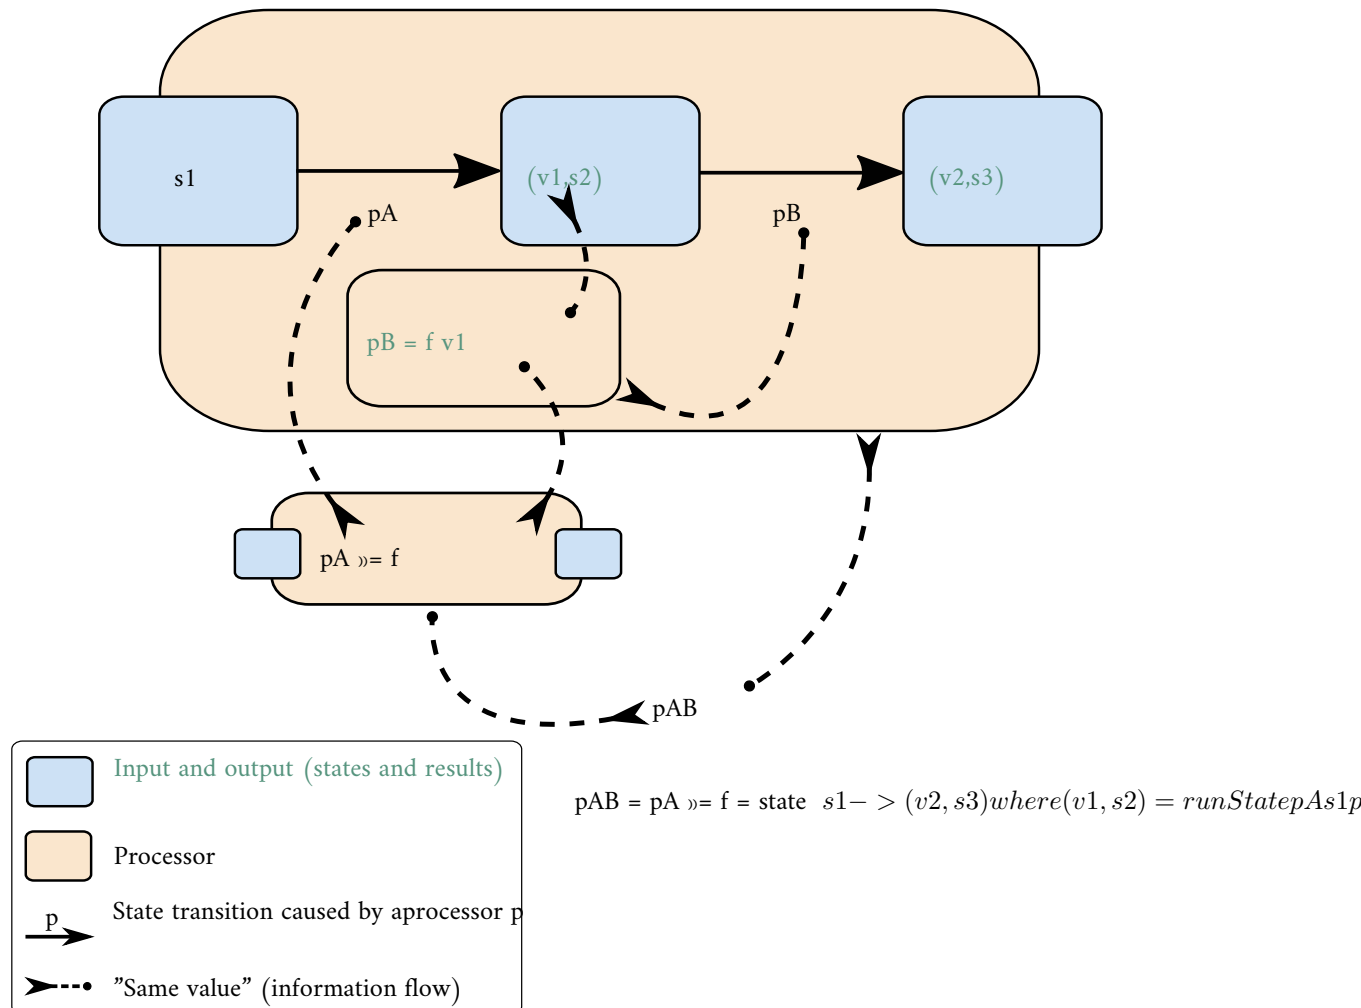 s1
(v1,s2)
(v2,s3)
pA
pB
pB = f v1
pA »= f
pAB
Input and output (states and results)
pAB = pA »= f = state s1− > (v2, s3)where(v1, s2) = runStatepAs1p
Processor
p
State transition caused by aprocessor p
”Same value” (information flow)